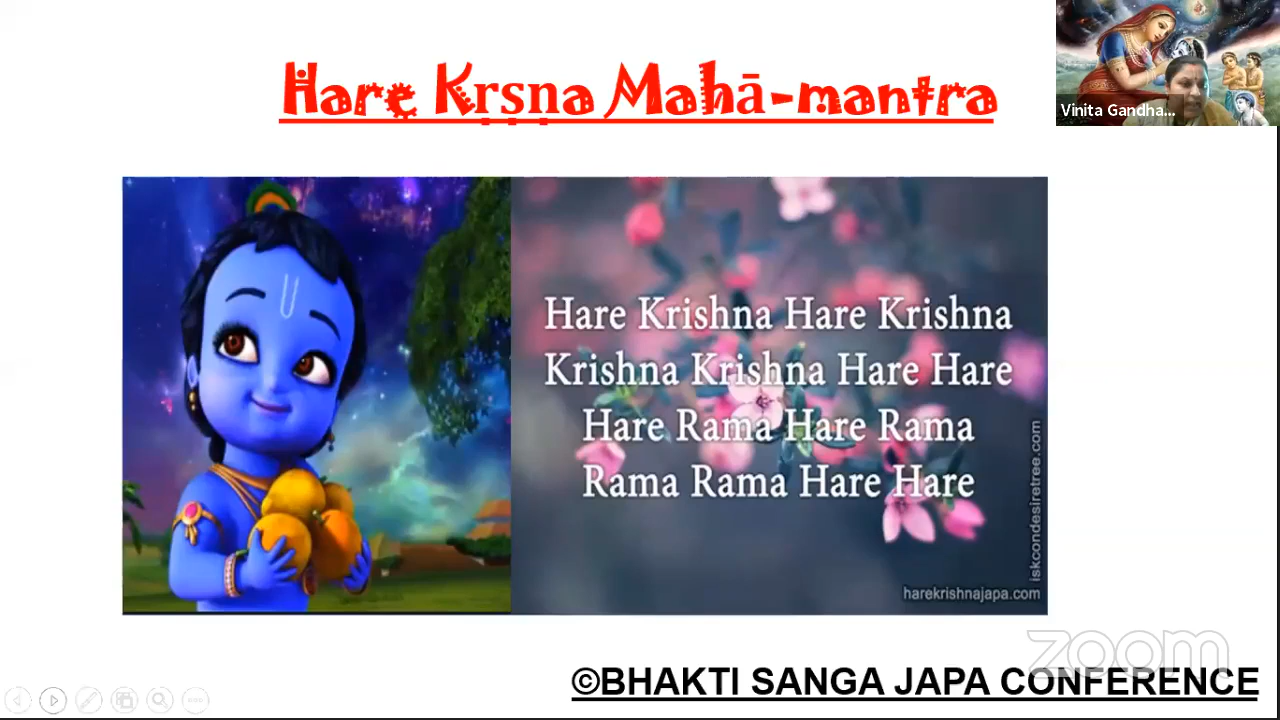 Hare Kṛṣṇa Mahā-mantra
Vinita Gandha...
Hare Krishna Hare Krishna
Krishna Krishna Hare Hare
Hare Rama Hare Rama
Rama Rama Hare Hare
iskcondesiretree.com
harekrishnajapa.com
zoom
©BHAKTI SANGA JAPA CONFERENCE